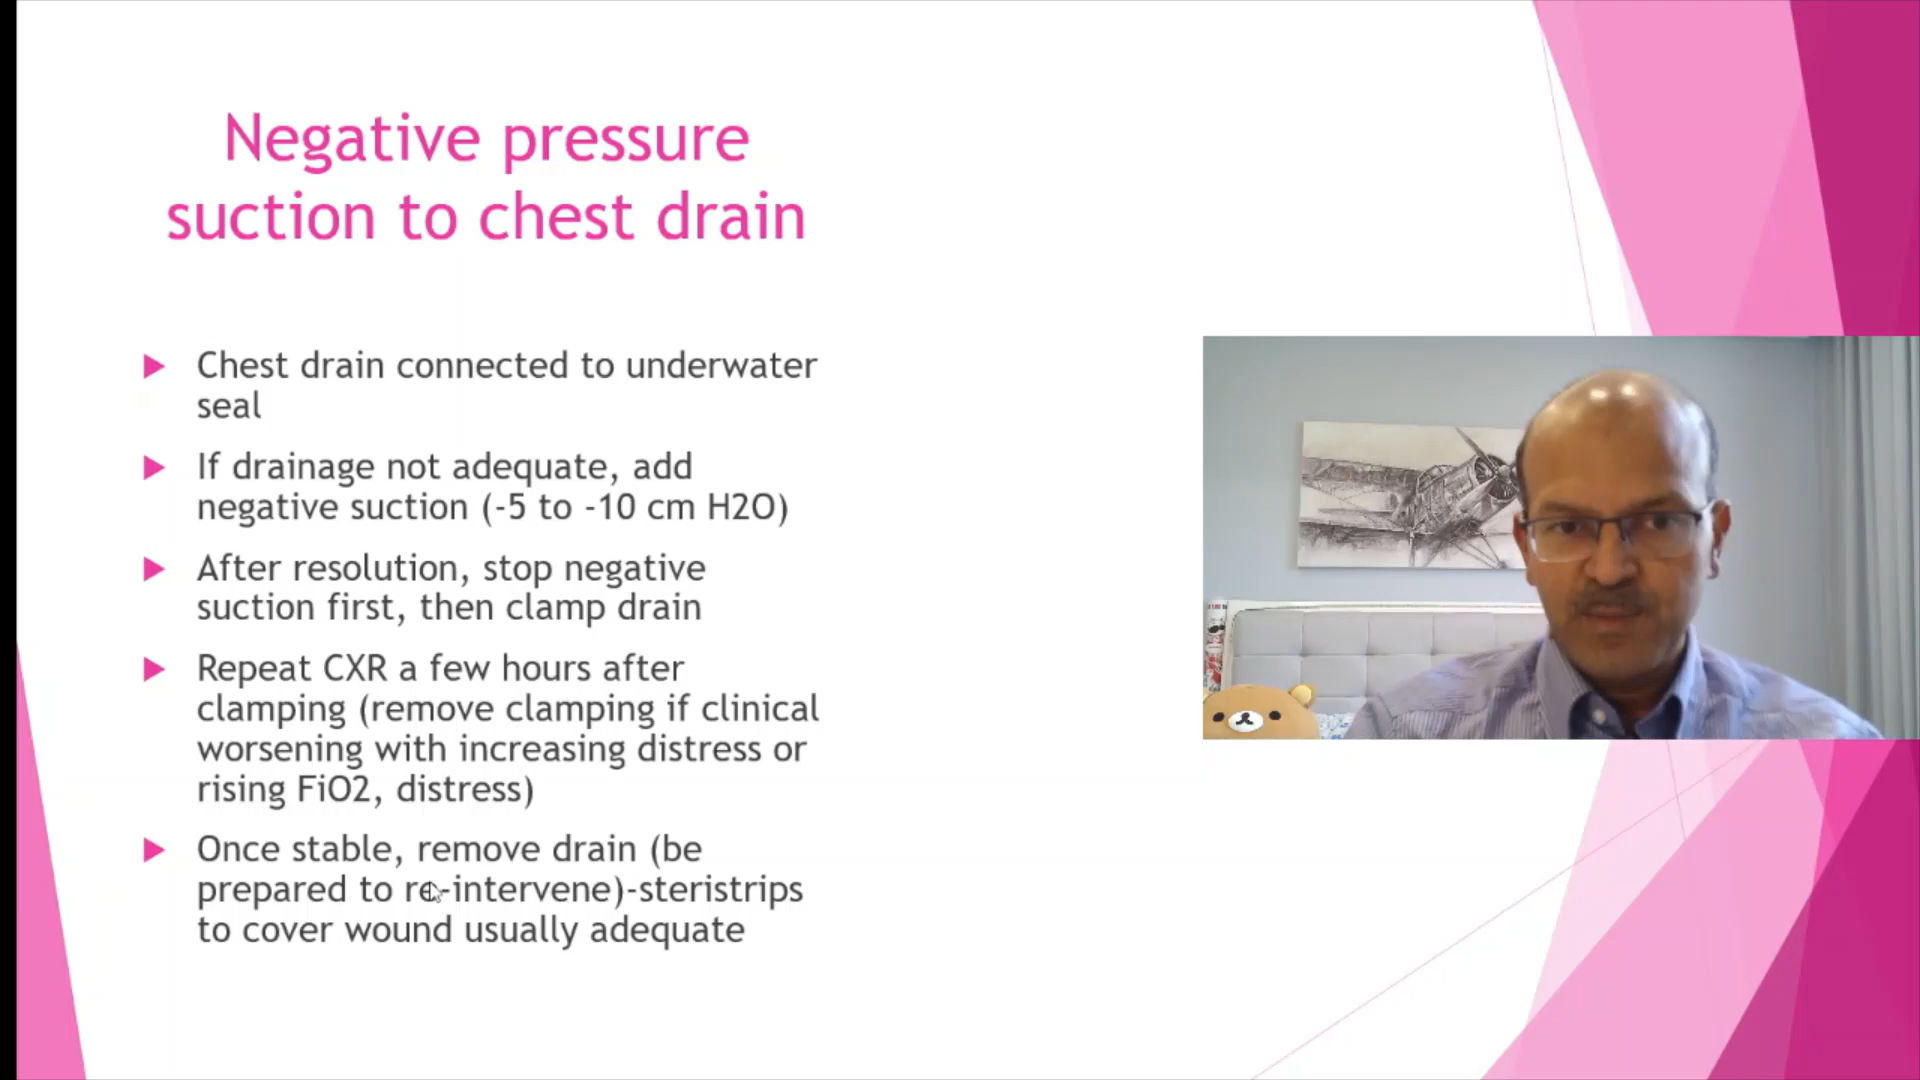 Negative pressure
suction to chest drain
Chest drain connected to underwater
seal
If drainage not adequate, add
negative suction (-5 to -10 cm H2O)
After resolution, stop negative
suction first, then clamp drain
Repeat CXR a few hours after
clamping (remove clamping if clinical
worsening with increasing distress or
rising FiO2, distress)
Once stable, remove drain (be
prepared to re-intervene)-steristrips
to cover wound usually adequate